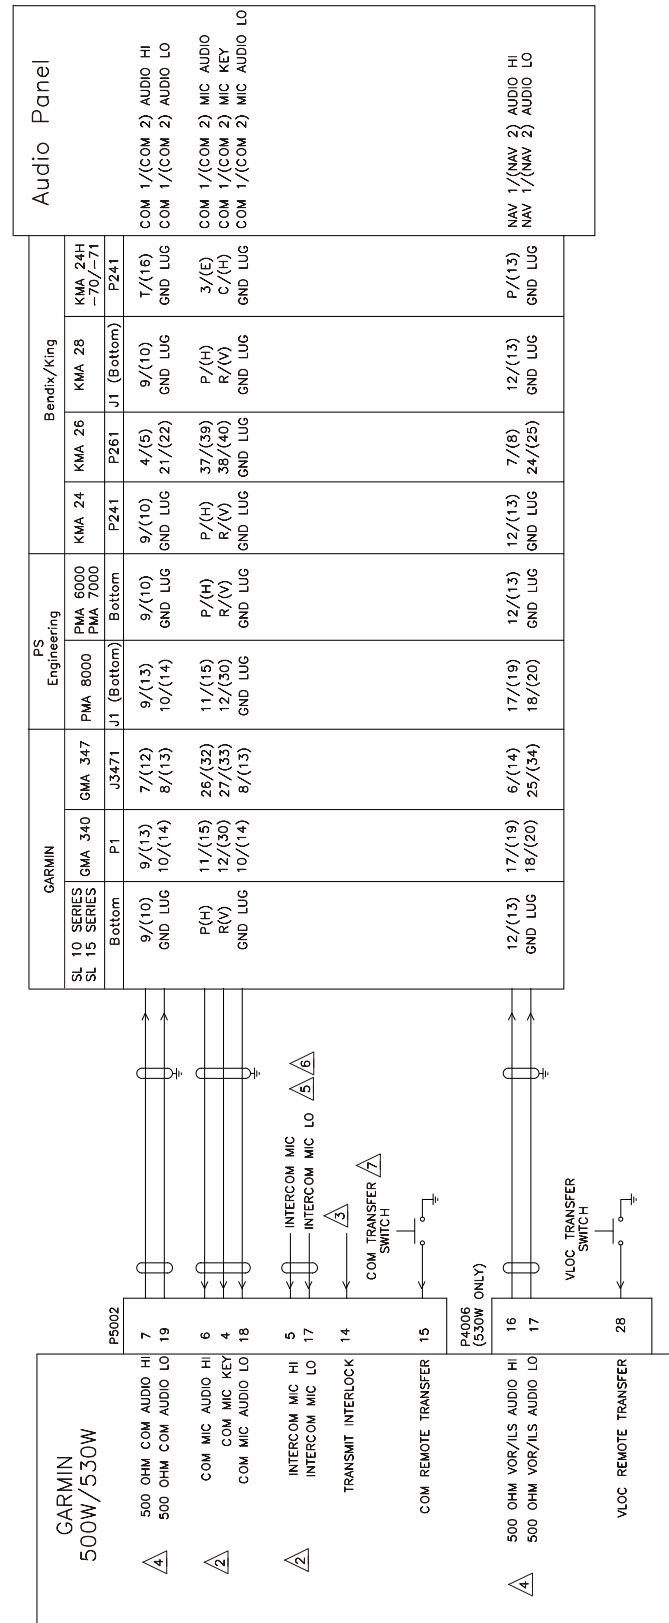 GARMIN
500W/530W
P5002
500 OHM COM AUDIO HI 7
500 OHM COM AUDIO LO 19
4
COM MIC AUDIO HI 6
COM MIC KEY 4
COM MIC AUDIO LO 18
2
INTERCOM MIC HI 5 INTERCOM MIC
INTERCOM MIC LO 17 INTERCOM MIC LO
2
5 6
TRANSMIT INTERLOCK 14
3
COM TRANSFER
SWITCH
7
COM REMOTE TRANSFER 15
P4006
(530W ONLY)
500 OHM VOR/ILS AUDIO HI 16
500 OHM VOR/ILS AUDIO LO 17
4
VLOC TRANSFER
SWITCH
VLOC REMOTE TRANSFER 28
GARMIN
SL 10 SERIES
SL 15 SERIES
Bottom
9/(10)
GND LUG
P(H)
R(V)
GND LUG
12/(13)
GND LUG
GMA 340
P1
9/(13)
10/(14)
11/(15)
12/(30)
10/(14)
17/(19)
18/(20)
GMA 347
J3471
7/(12)
8/(13)
26/(32)
27/(33)
8/(13)
6/(14)
25/(34)
PS
Engineering
PMA 8000
J1 (Bottom)
9/(13)
10/(14)
11/(15)
12/(30)
GND LUG
17/(19)
18/(20)
PMA 6000
PMA 7000
Bottom
9/(10)
GND LUG
P/(H)
R/(V)
GND LUG
12/(13)
GND LUG
Bendix/King
KMA 24
P241
9/(10)
GND LUG
P/(H)
R/(V)
GND LUG
12/(13)
GND LUG
KMA 26
P261
4/(5)
21/(22)
37/(39)
38/(40)
GND LUG
7/(8)
24/(25)
KMA 28
J1 (Bottom)
9/(10)
GND LUG
P/(H)
R/(V)
GND LUG
12/(13)
GND LUG
KMA 24H
-70/-71
P241
T/(16)
GND LUG
3/(E)
C/(H)
GND LUG
P/(13)
GND LUG
Audio Panel
COM 1/(COM 2) AUDIO HI
COM 1/(COM 2) AUDIO LO
COM 1/(COM 2) MIC AUDIO
COM 1/(COM 2) MIC KEY
COM 1/(COM 2) MIC AUDIO LO
NAV 1/(NAV 2) AUDIO HI
NAV 1/(NAV 2) AUDIO LO